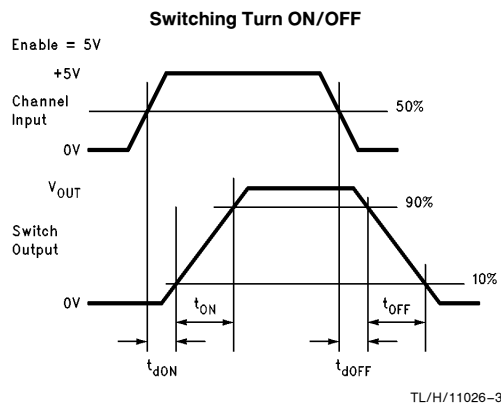 Switching Turn ON/OFF
Enable = 5V
+5V
Channel
Input
50%
0V
VOUT
90%
Switch
Output
10%
0V
tON
tOFF
tdON
tdOFF
TL/H/11026–3